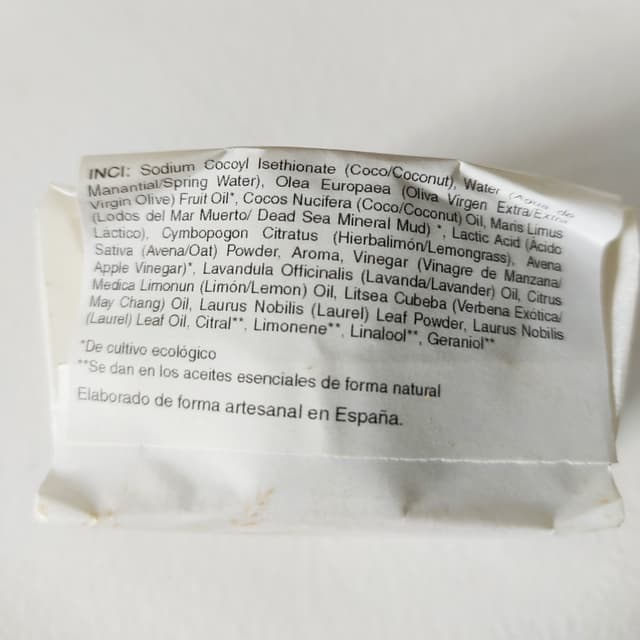 INCI: Sodium Cocoyl Isethionate (Coco/Coconut), Water (Agua de
Manantial/Spring Water), Olea Europaea (Oliva Virgen Extra/Extra
Virgin Olive) Fruit Oil*, Cocos Nucifera (Coco/Coconut) Oil, Maris Limus
(Lodos del Mar Muerto/ Dead Sea Mineral Mud) *, Lactic Acid (Ácido
Láctico), Cymbopogon Citratus (Hierbalimón/Lemongrass), Avena
Sativa (Avena/Oat) Powder, Aroma, Vinegar (Vinagre de Manzana/
Apple Vinegar)*, Lavandula Officinalis (Lavanda/Lavander) Oil, Citrus
Medica Limonun (Limón/Lemon) Oil, Litsea Cubeba (Verbena Exótica/
May Chang) Oil, Laurus Nobilis (Laurel) Leaf Powder, Laurus Nobilis
(Laurel) Leaf Oil, Citral**, Limonene**, Linalool**, Geraniol**
*De cultivo ecológico
**Se dan en los aceites esenciales de forma natural
Elaborado de forma artesanal en España.